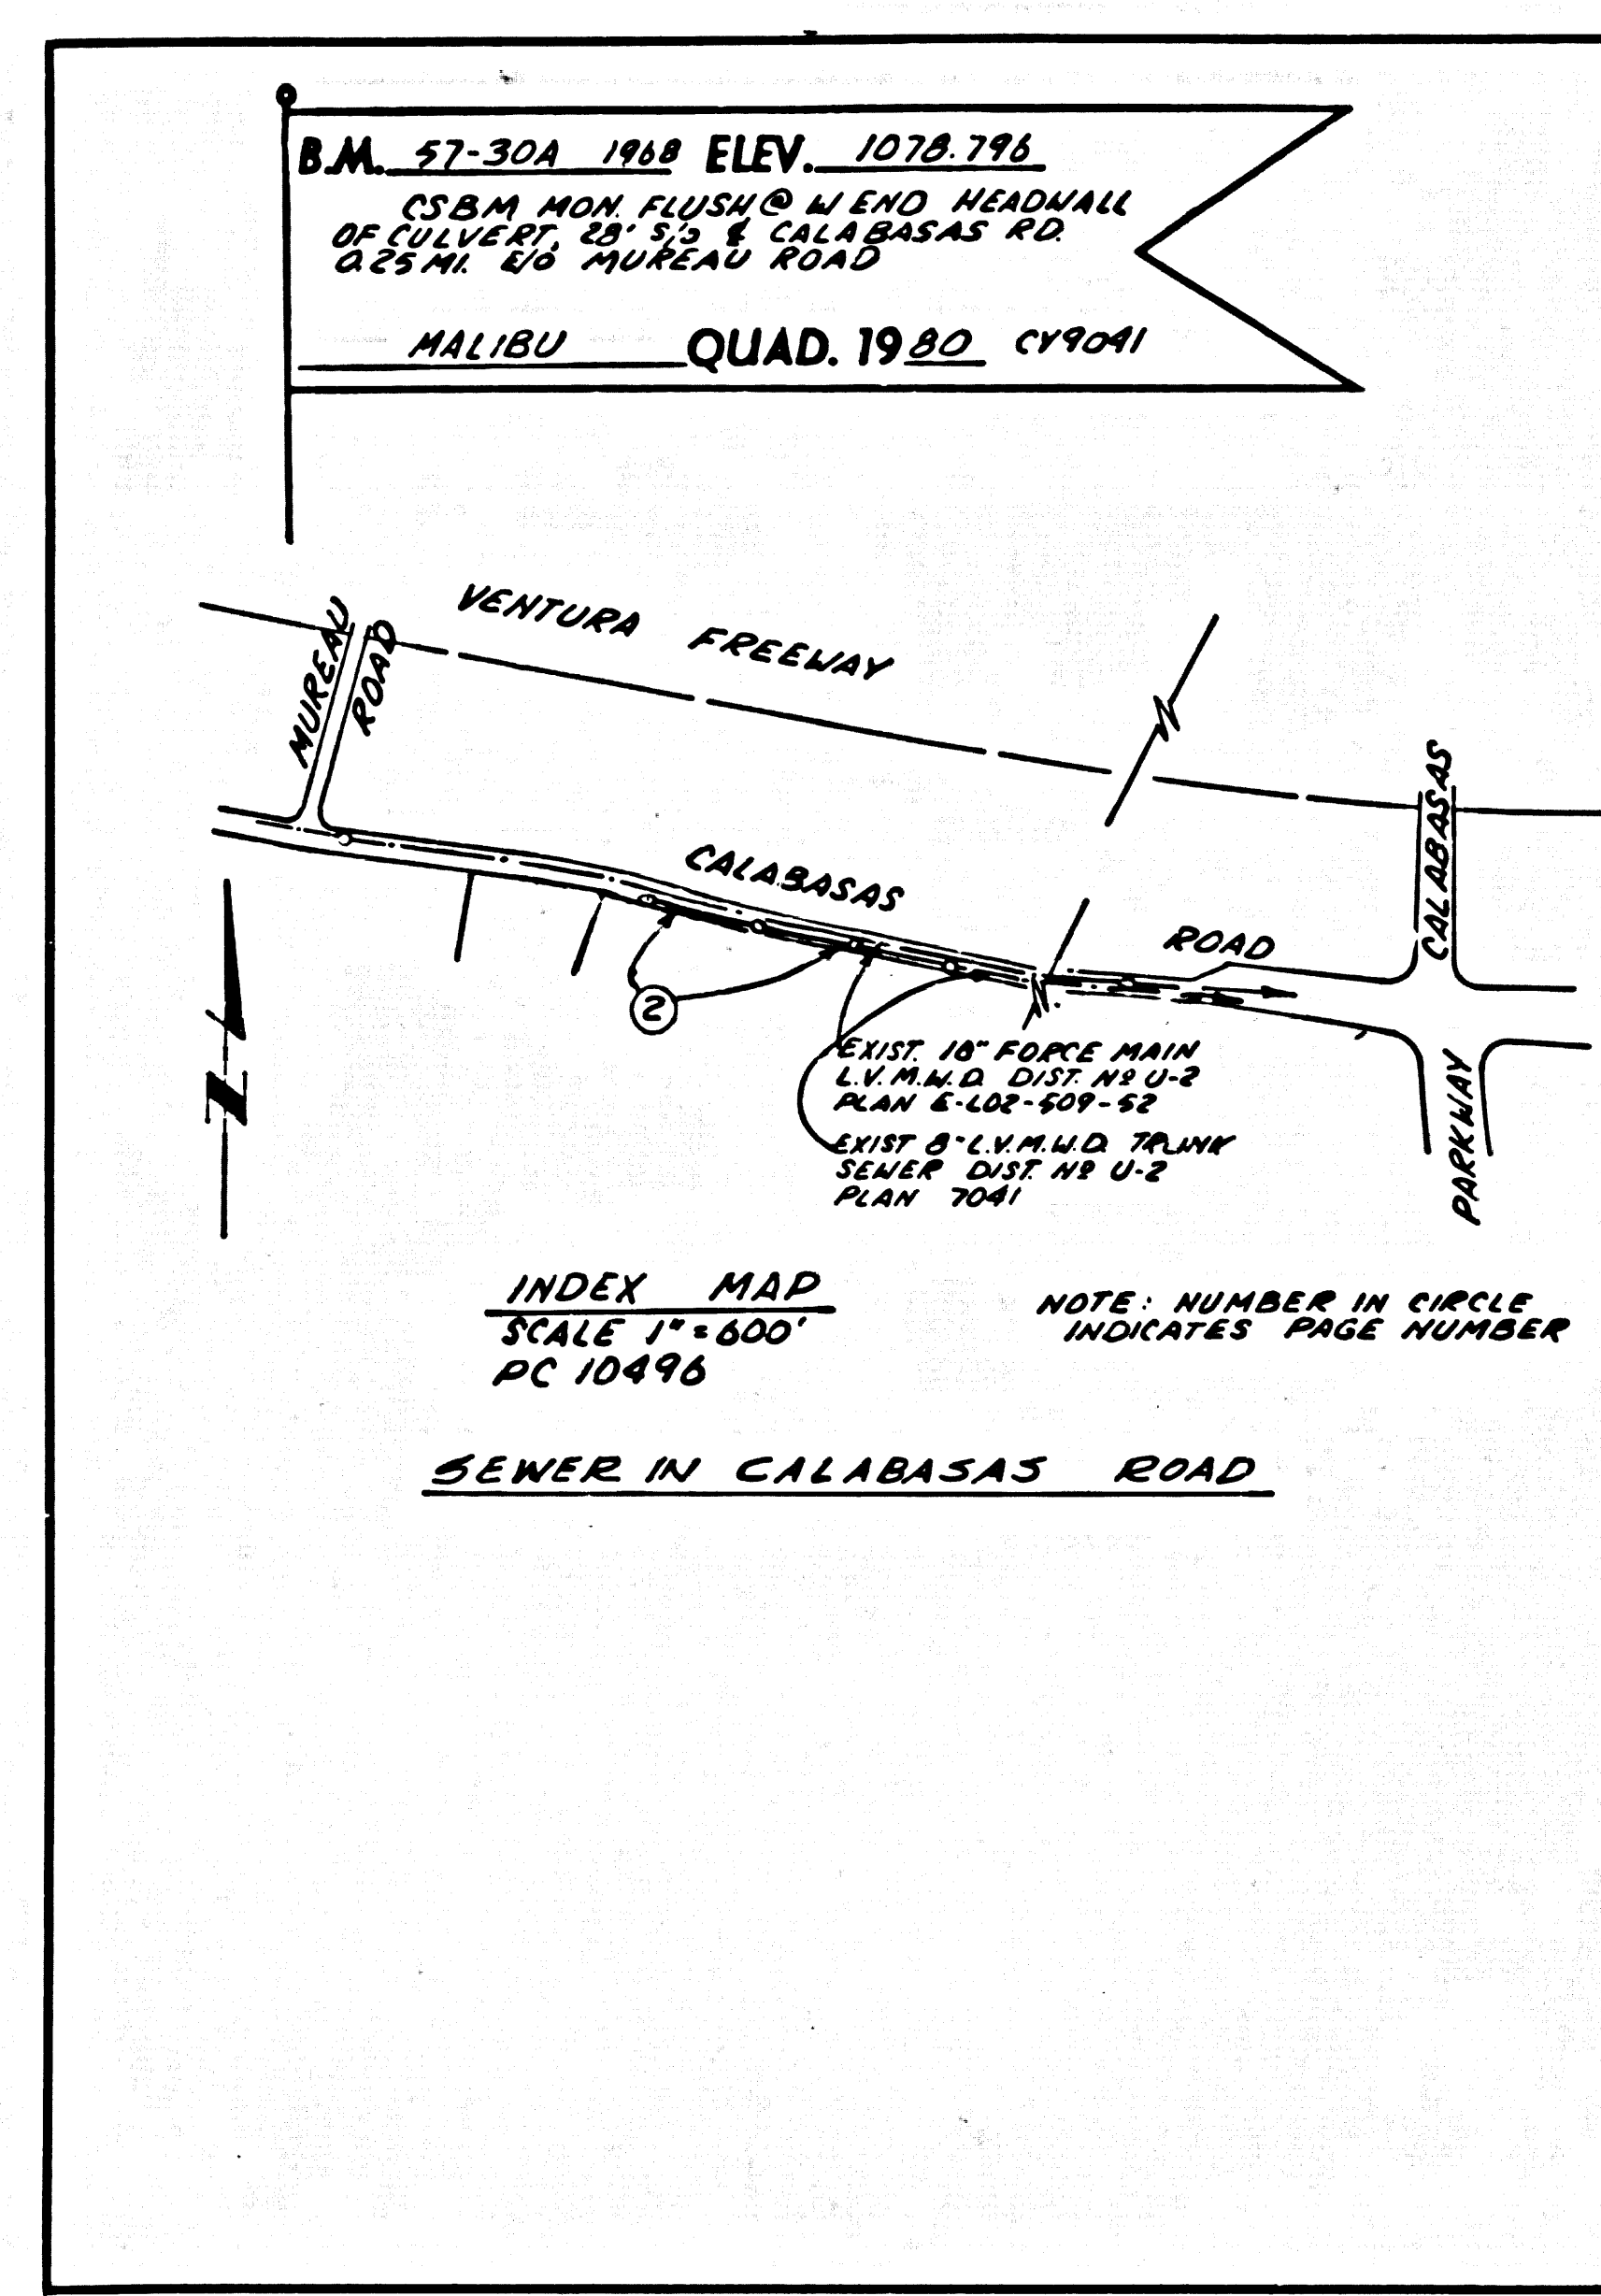 B.M. 57-30A 1968 ELEV. 1078.796
CSBM MON. FLUSH @ W END HEADWALL
OF CULVERT, 28' S/O ℄ CALABASAS RD.
0.25 MI. E/O MUREAU ROAD
MALIBU QUAD. 1980 CY9041
VENTURA FREEWAY
MUREAU
ROAD
CALABASAS
ROAD
CALABASAS
PARKWAY
2
EXIST. 18" FORCE MAIN
L.V.M.W.D. DIST. Nº U-2
PLAN E-L02-509-52
EXIST 8" L.V.M.W.D. TRUNK
SEWER DIST. Nº U-2
PLAN 7041
N
INDEX MAP
SCALE 1" = 600'
PC 10496
NOTE: NUMBER IN CIRCLE
INDICATES PAGE NUMBER
SEWER IN CALABASAS ROAD